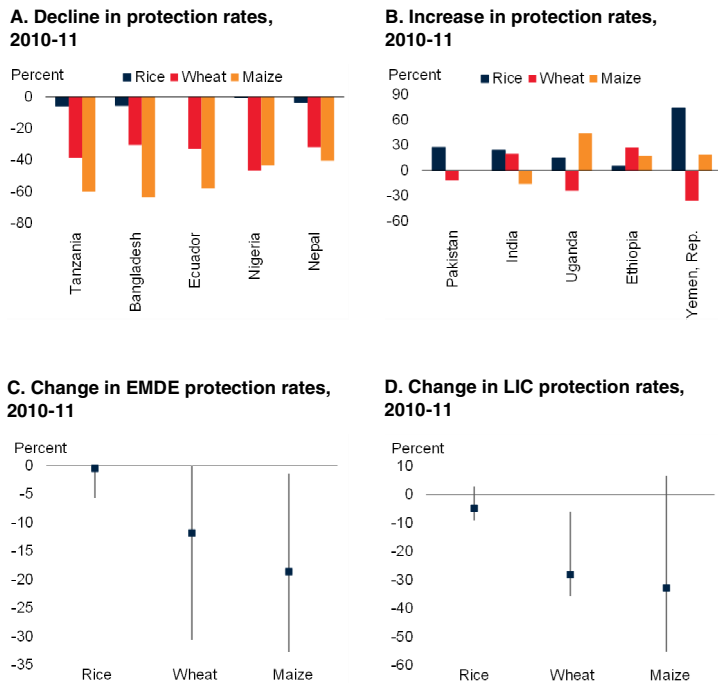 A. Decline in protection rates,
2010-11
Percent
Rice Wheat Maize
0
-20
-40
-60
-80
Tanzania
Bangladesh
Ecuador
Nigeria
Nepal
B. Increase in protection rates,
2010-11
Percent
Rice Wheat Maize
90
60
30
0
-30
-60
Pakistan
India
Uganda
Ethiopia
Yemen, Rep.
C. Change in EMDE protection rates,
2010-11
Percent
0
-5
-10
-15
-20
-25
-30
-35
Rice Wheat Maize
D. Change in LIC protection rates,
2010-11
Percent
10
0
-10
-20
-30
-40
-50
-60
Rice Wheat Maize